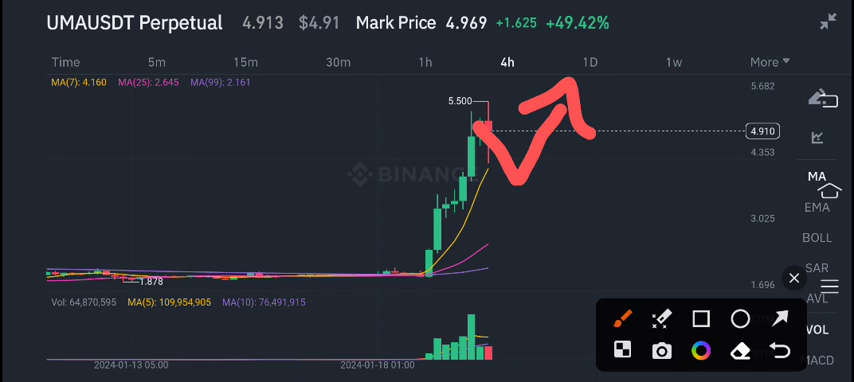 UMAUSDT Perpetual 4.913 $4.91 Mark Price 4.969 +1.625 +49.42%
Time 5m 15m 30m 1h 4h 1D 1w More
MA(7): 4.160 MA(25): 2.645 MA(99): 2.161
5.682
5.500
4.910
4.353
BINANCE
MA
EMA
3.025
BOLL
SAR
1.878
1.696
AVL
Vol: 64,870,595 MA(5): 109,954,905 MA(10): 76,491,915
VOL
MACD
2024-01-13 05:00 2024-01-18 01:00